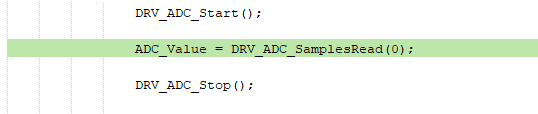 DRV_ADC_Start();
ADC_Value = DRV_ADC_SamplesRead(0);
DRV_ADC_Stop();